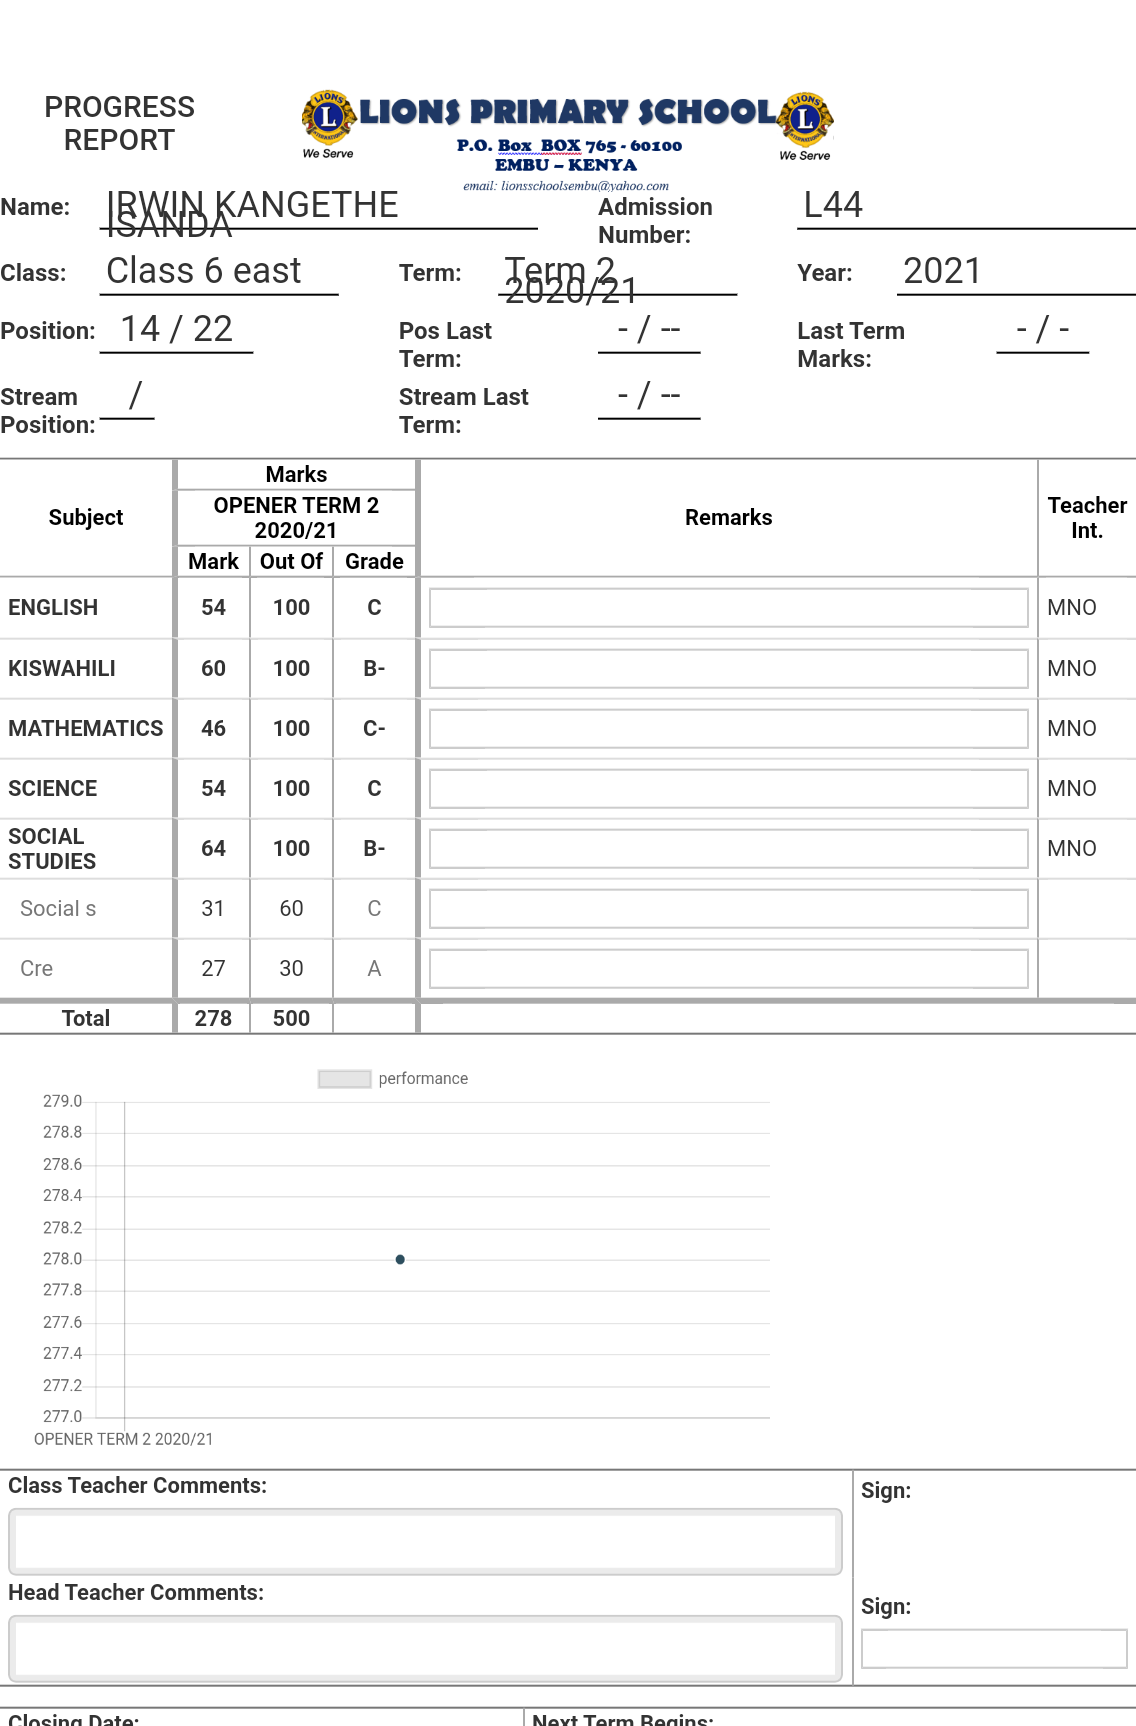 PROGRESS
REPORT
LIONS PRIMARY SCHOOL
LIONS L INTERNATIONAL
We Serve
LIONS L INTERNATIONAL
We Serve
P.O. Box BOX 765 - 60100
EMBU – KENYA
email: lionsschoolsembu@yahoo.com
Name: IRWIN KANGETHE
ISANDA
Admission
Number: L44
Class: Class 6 east Term: Term 2
2020/21 Year: 2021
Position: 14 / 22 Pos Last
Term: - / -- Last Term
Marks: - / -
Stream
Position: / Stream Last
Term: - / --
Subject Marks Remarks Teacher
Int.
OPENER TERM 2
2020/21
Mark Out Of Grade
ENGLISH 54 100 C MNO
KISWAHILI 60 100 B- MNO
MATHEMATICS 46 100 C- MNO
SCIENCE 54 100 C MNO
SOCIAL
STUDIES 64 100 B- MNO
Social s 31 60 C
Cre 27 30 A
Total 278 500
performance
279.0
278.8
278.6
278.4
278.2
278.0
277.8
277.6
277.4
277.2
277.0
OPENER TERM 2 2020/21
Class Teacher Comments: Sign:
Head Teacher Comments: Sign:
Closing Date: Next Term Begins: